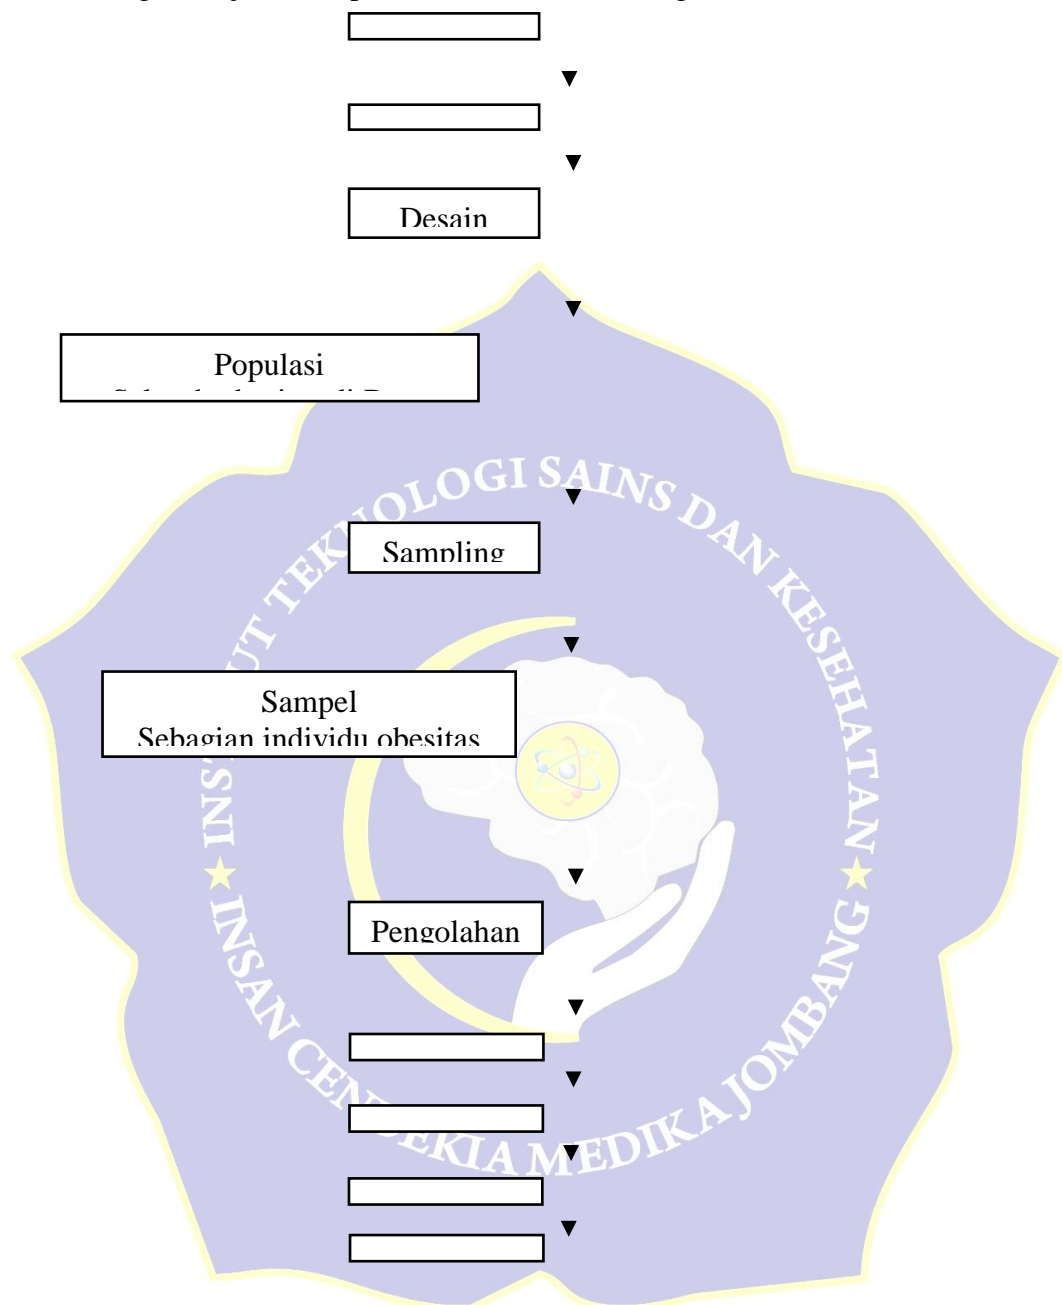 Desain
Populasi
Sampling
Sampel
Sebagian individu obesitas
Pengolahan
INSTITUT TEKNOLOGI SAINS DAN KESEHATAN
INSAN CENDEKIA MEDIKA JOMBANG